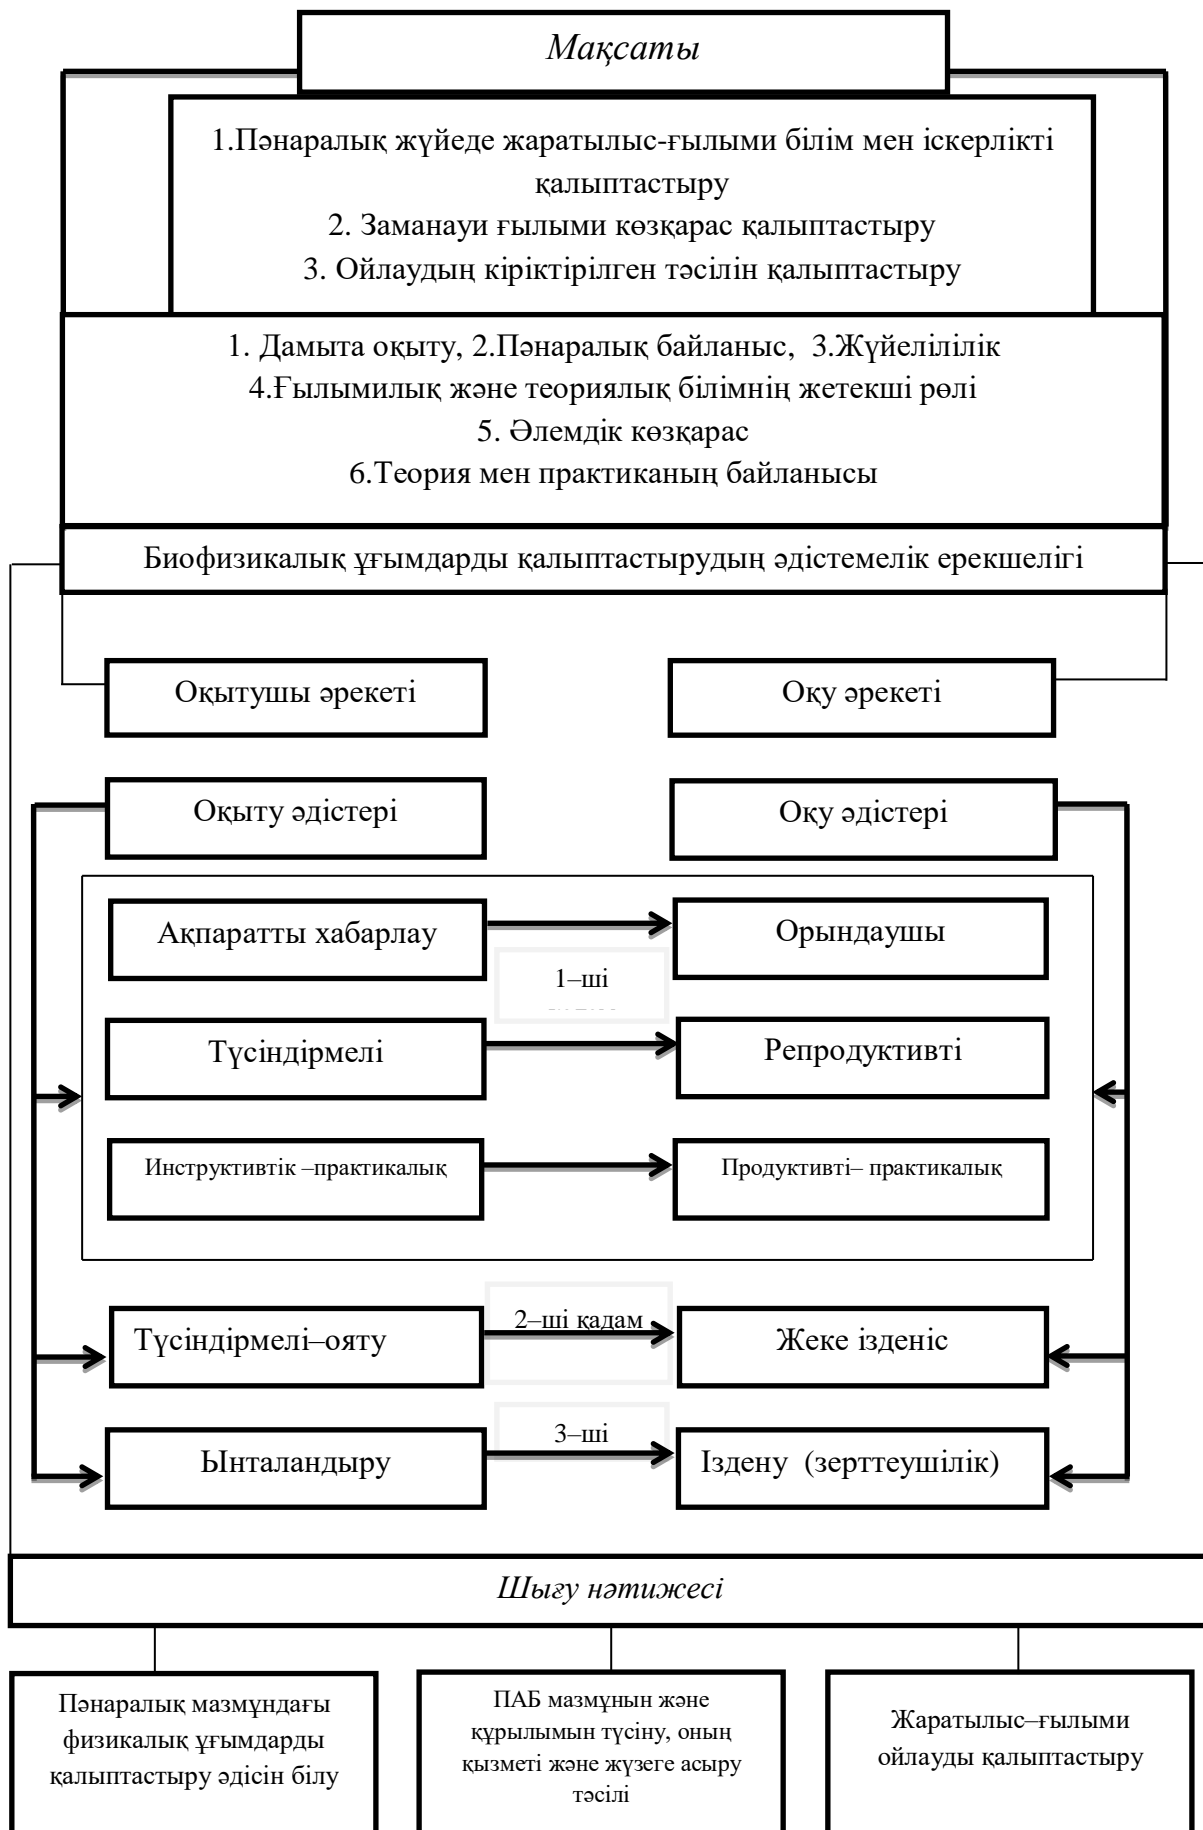 Мақсаты
1.Пәнаралық жүйеде жаратылыс-ғылыми білім мен іскерлікті
қалыптастыру
2. Заманауи ғылыми көзқарас қалыптастыру
3. Ойлаудың кіріктірілген тәсілін қалыптастыру
1. Дамыта оқыту, 2.Пәнаралық байланыс, 3.Жүйелілілік
4.Ғылымилық және теориялық білімнің жетекші рөлі
5. Әлемдік көзқарас
6.Теория мен практиканың байланысы
Биофизикалық ұғымдарды қалыптастырудың әдістемелік ерекшелігі
Оқытушы әрекеті
Оқу әрекеті
Оқыту әдістері
Оқу әдістері
Ақпаратты хабарлау
Орындаушы
1–ші
Түсіндірмелі
Репродуктивті
Инструктивтік –практикалық
Продуктивті– практикалық
2–ші қадам
Түсіндірмелі–ояту
Жеке ізденіс
3–ші
Ынталандыру
Іздену (зерттеушілік)
Шығу нәтижесі
Пәнаралық мазмұндағы
физикалық ұғымдарды
қалыптастыру әдісін білу
ПАБ мазмұнын және
құрылымын түсіну, оның
қызметі және жүзеге асыру
тәсілі
Жаратылыс–ғылыми
ойлауды қалыптастыру